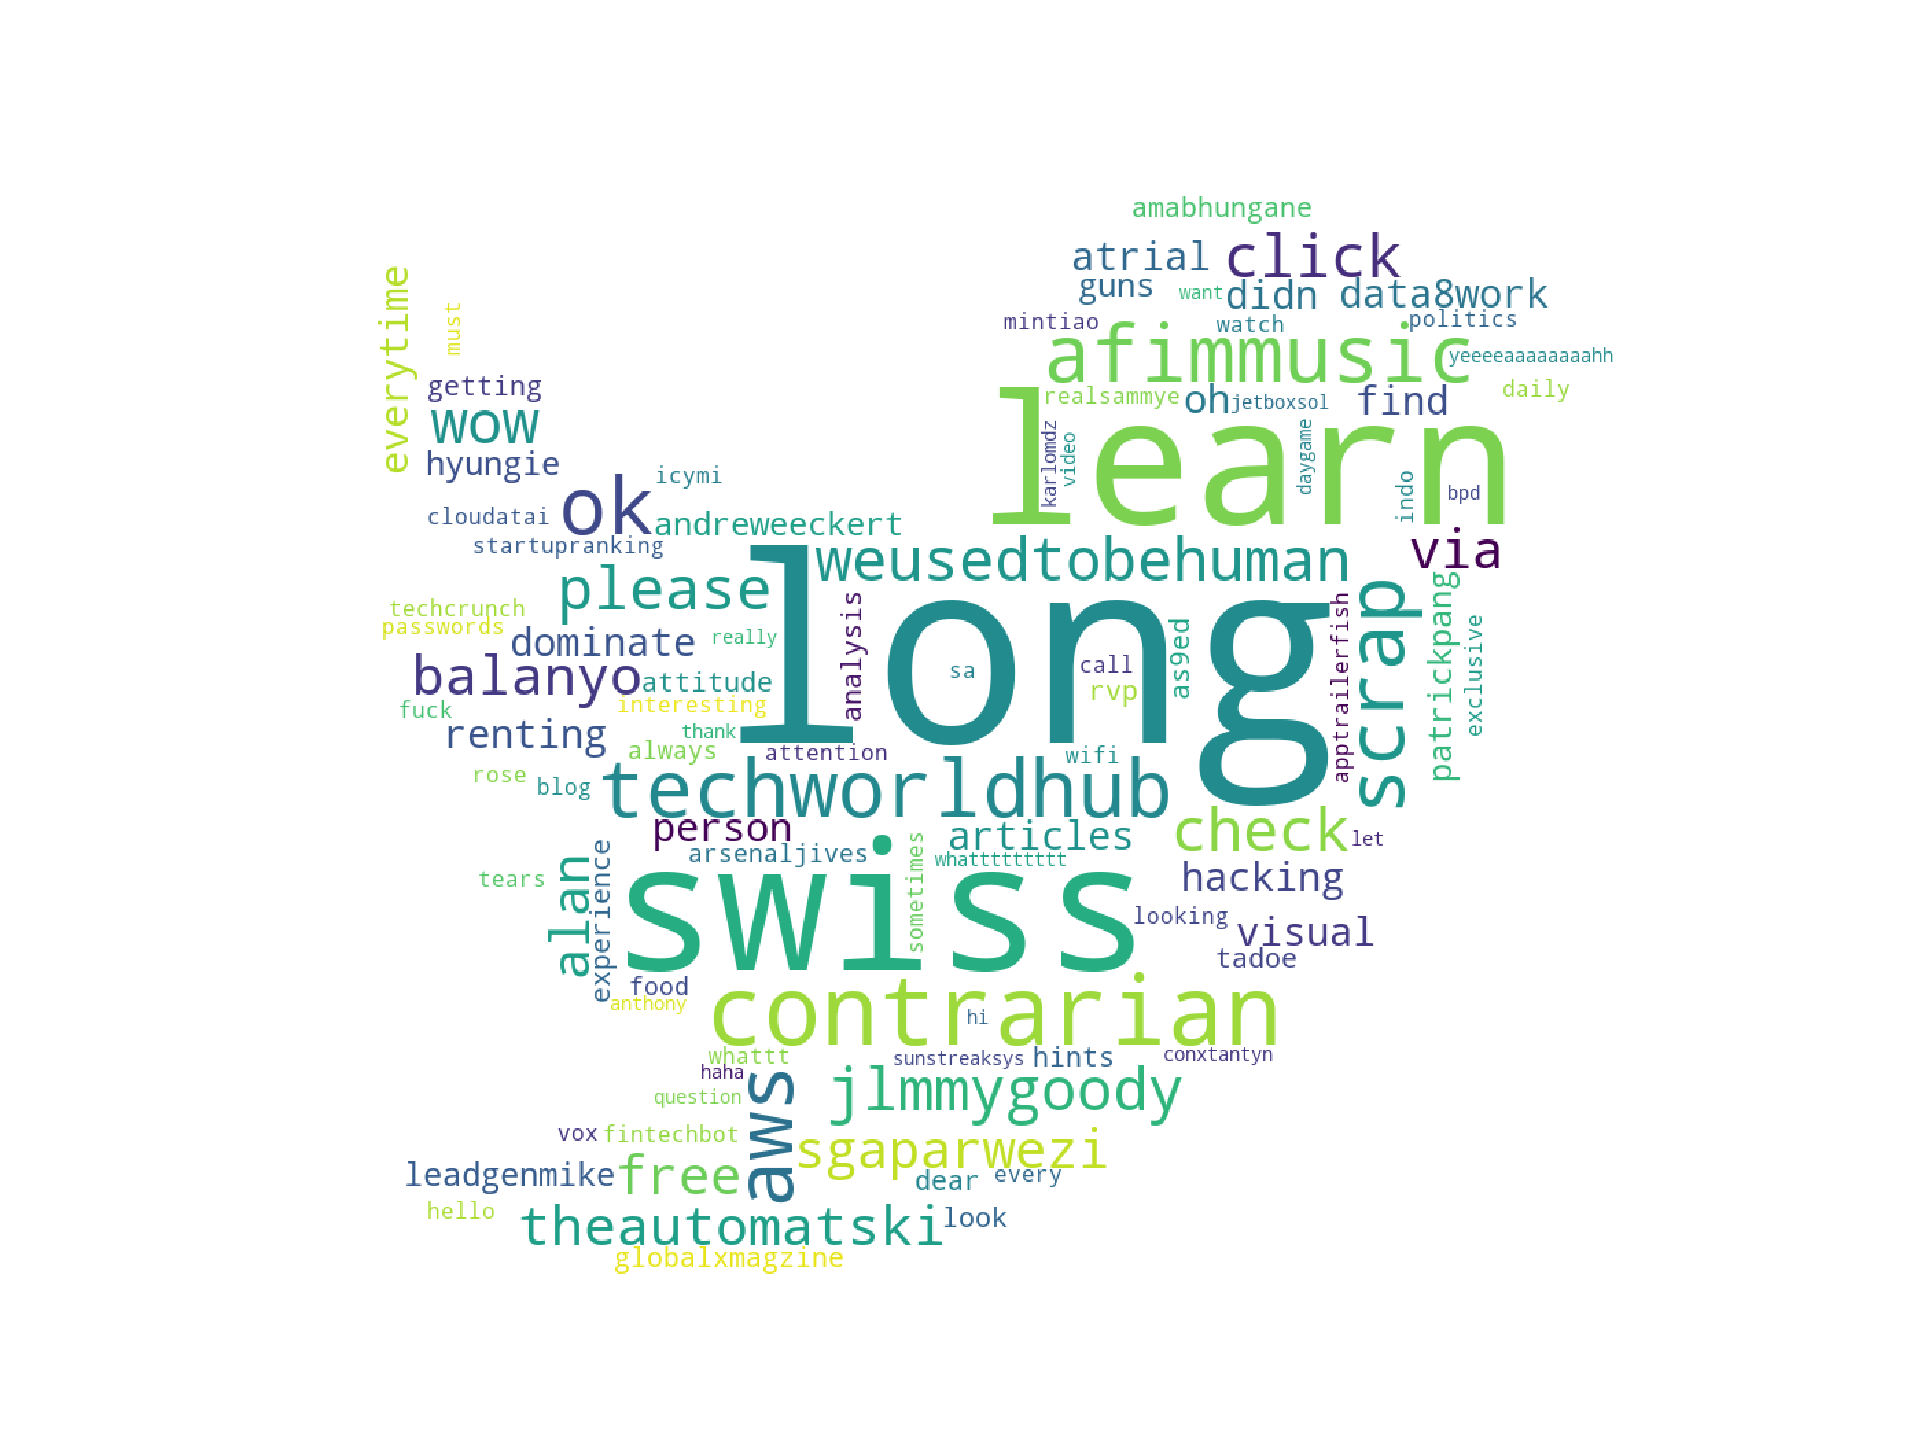 amabhungane
atrial click
everytime
must
guns want didn data8work
mintiao watch politics
afimmusic yeeeeaaaaaaaahh
getting realsammye oh jetboxsol find daily
wow
learn
karlomdz
video
daygame
indo
bpd
hyungie
icymi
ok
cloudatai andreweeckert
startupranking
weusedtobehuman via
please
long
analysis
sa
call
rvp
as9ed
apptrailerfish
scrap
patrickpang
exclusive
techcrunch
passwords
dominate really
balanyo attitude
fuck interesting
renting thank
always attention wifi
rose blog
techworldhub
person articles check let
arsenaljives whatttttttttt
alan
experience
sometimes
tears
swiss
hacking
looking visual
tadoe
food
anthony
contrarian
hi
whattt sunstreaksys hints conxtantyn
haha
aws
question jlmmygoody
vox fintechbot
sgaparwezi
leadgenmike free dear every
hello theautomatski look
globalxmagzine